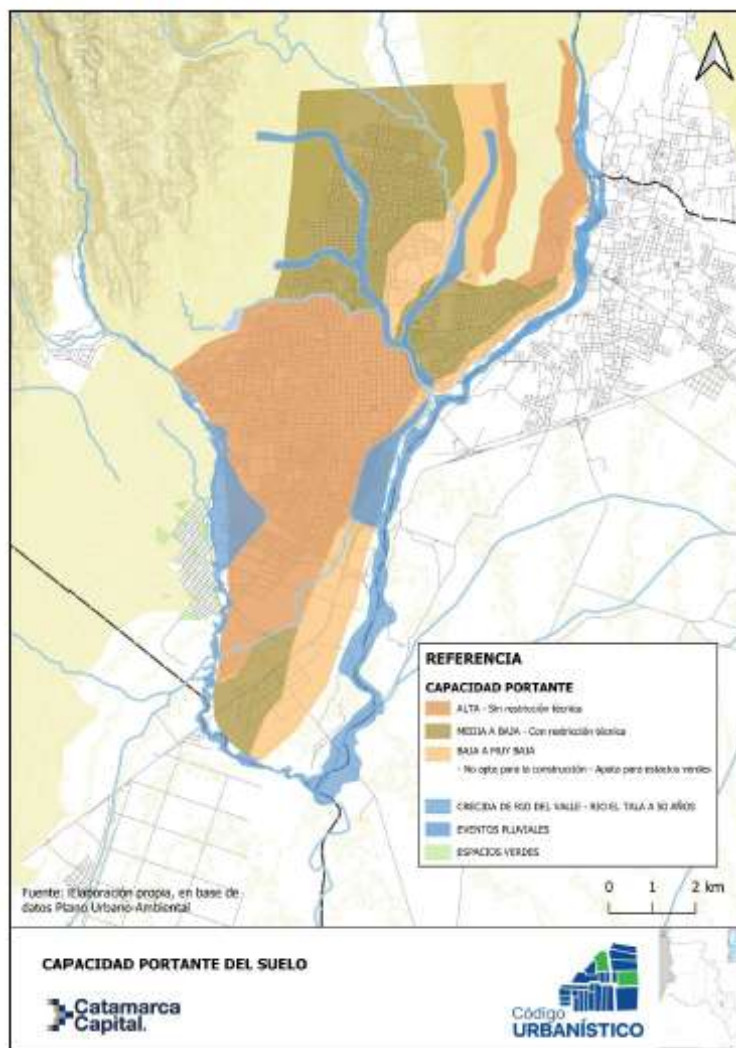 REFERENCIA
CAPACIDAD PORTANTE
ALTA - Sin restricción técnica
MEDIA A BAJA - Con restricción técnica
BAJA A MUY BAJA
- No apta para la construcción - Apata para estacios verdes
CRECIDA DE RIO DEL VALLE - RIO EL TALA A 50 AÑOS
EVENTOS PLUVIALES
ESPACIOS VERDES
Fuente: Elaboración propia, en base de
datos Plano Urbano-Ambiental
0 1 2 km
CAPACIDAD PORTANTE DEL SUELO
Catamarca
Capital.
Código
URBANÍSTICO